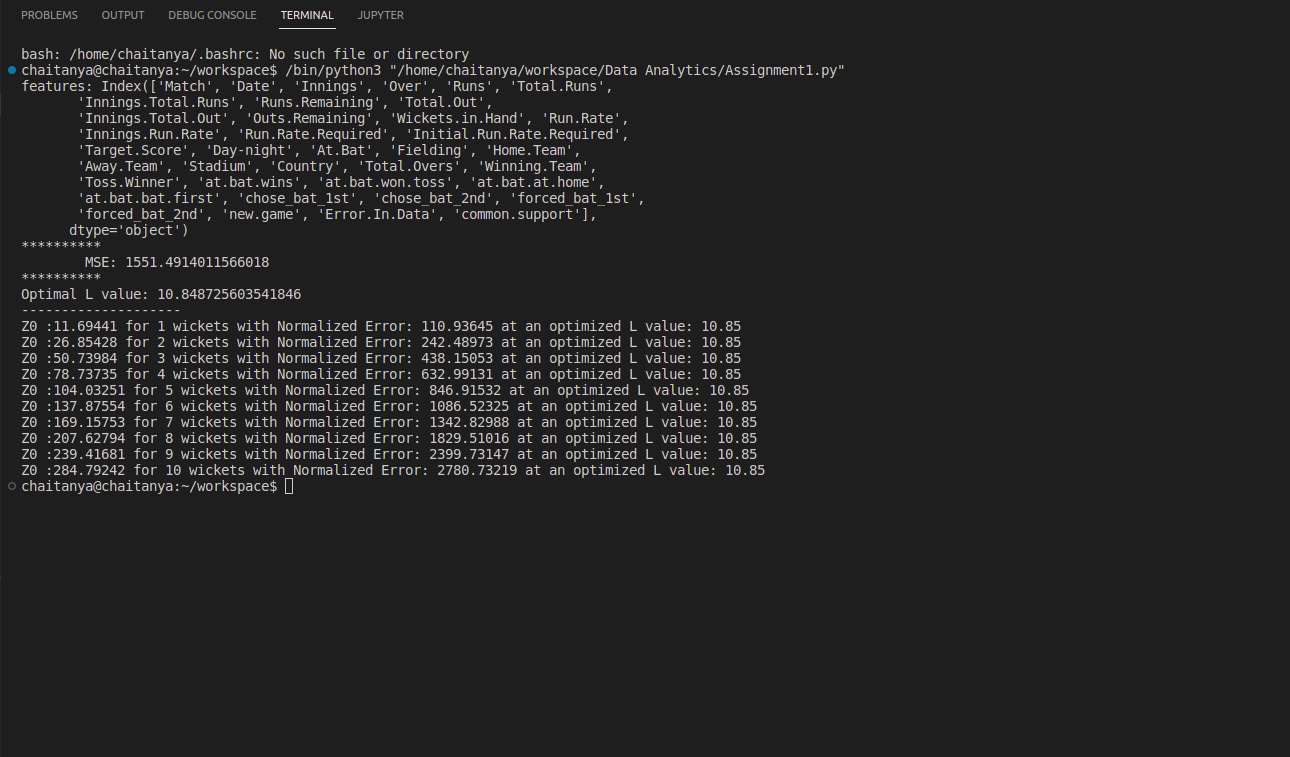 PROBLEMS OUTPUT DEBUG CONSOLE TERMINAL JUPYTER
bash: /home/chaitanya/.bashrc: No such file or directory
chaitanya@chaitanya:~/workspace$ /bin/python3 "/home/chaitanya/workspace/Data Analytics/Assignment1.py"
features: Index(['Match', 'Date', 'Innings', 'Over', 'Runs', 'Total.Runs',
'Innings.Total.Runs', 'Runs.Remaining', 'Total.Out',
'Innings.Total.Out', 'Outs.Remaining', 'Wickets.in.Hand', 'Run.Rate',
'Innings.Run.Rate', 'Run.Rate.Required', 'Initial.Run.Rate.Required',
'Target.Score', 'Day-night', 'At.Bat', 'Fielding', 'Home.Team',
'Away.Team', 'Stadium', 'Country', 'Total.Overs', 'Winning.Team',
'Toss.Winner', 'at.bat.wins', 'at.bat.won.toss', 'at.bat.at.home',
'at.bat.bat.first', 'chose_bat_1st', 'chose_bat_2nd', 'forced_bat_1st',
'forced_bat_2nd', 'new.game', 'Error.In.Data', 'common.support'],
dtype='object')
**********
MSE: 1551.4914011566018
**********
Optimal L value: 10.848725603541846
--------------------
Z0 :11.69441 for 1 wickets with Normalized Error: 110.93645 at an optimized L value: 10.85
Z0 :26.85428 for 2 wickets with Normalized Error: 242.48973 at an optimized L value: 10.85
Z0 :50.73984 for 3 wickets with Normalized Error: 438.15053 at an optimized L value: 10.85
Z0 :78.73735 for 4 wickets with Normalized Error: 632.99131 at an optimized L value: 10.85
Z0 :104.03251 for 5 wickets with Normalized Error: 846.91532 at an optimized L value: 10.85
Z0 :137.87554 for 6 wickets with Normalized Error: 1086.52325 at an optimized L value: 10.85
Z0 :169.15753 for 7 wickets with Normalized Error: 1342.82988 at an optimized L value: 10.85
Z0 :207.62794 for 8 wickets with Normalized Error: 1829.51016 at an optimized L value: 10.85
Z0 :239.41681 for 9 wickets with Normalized Error: 2399.73147 at an optimized L value: 10.85
Z0 :284.79242 for 10 wickets with Normalized Error: 2780.73219 at an optimized L value: 10.85
chaitanya@chaitanya:~/workspace$